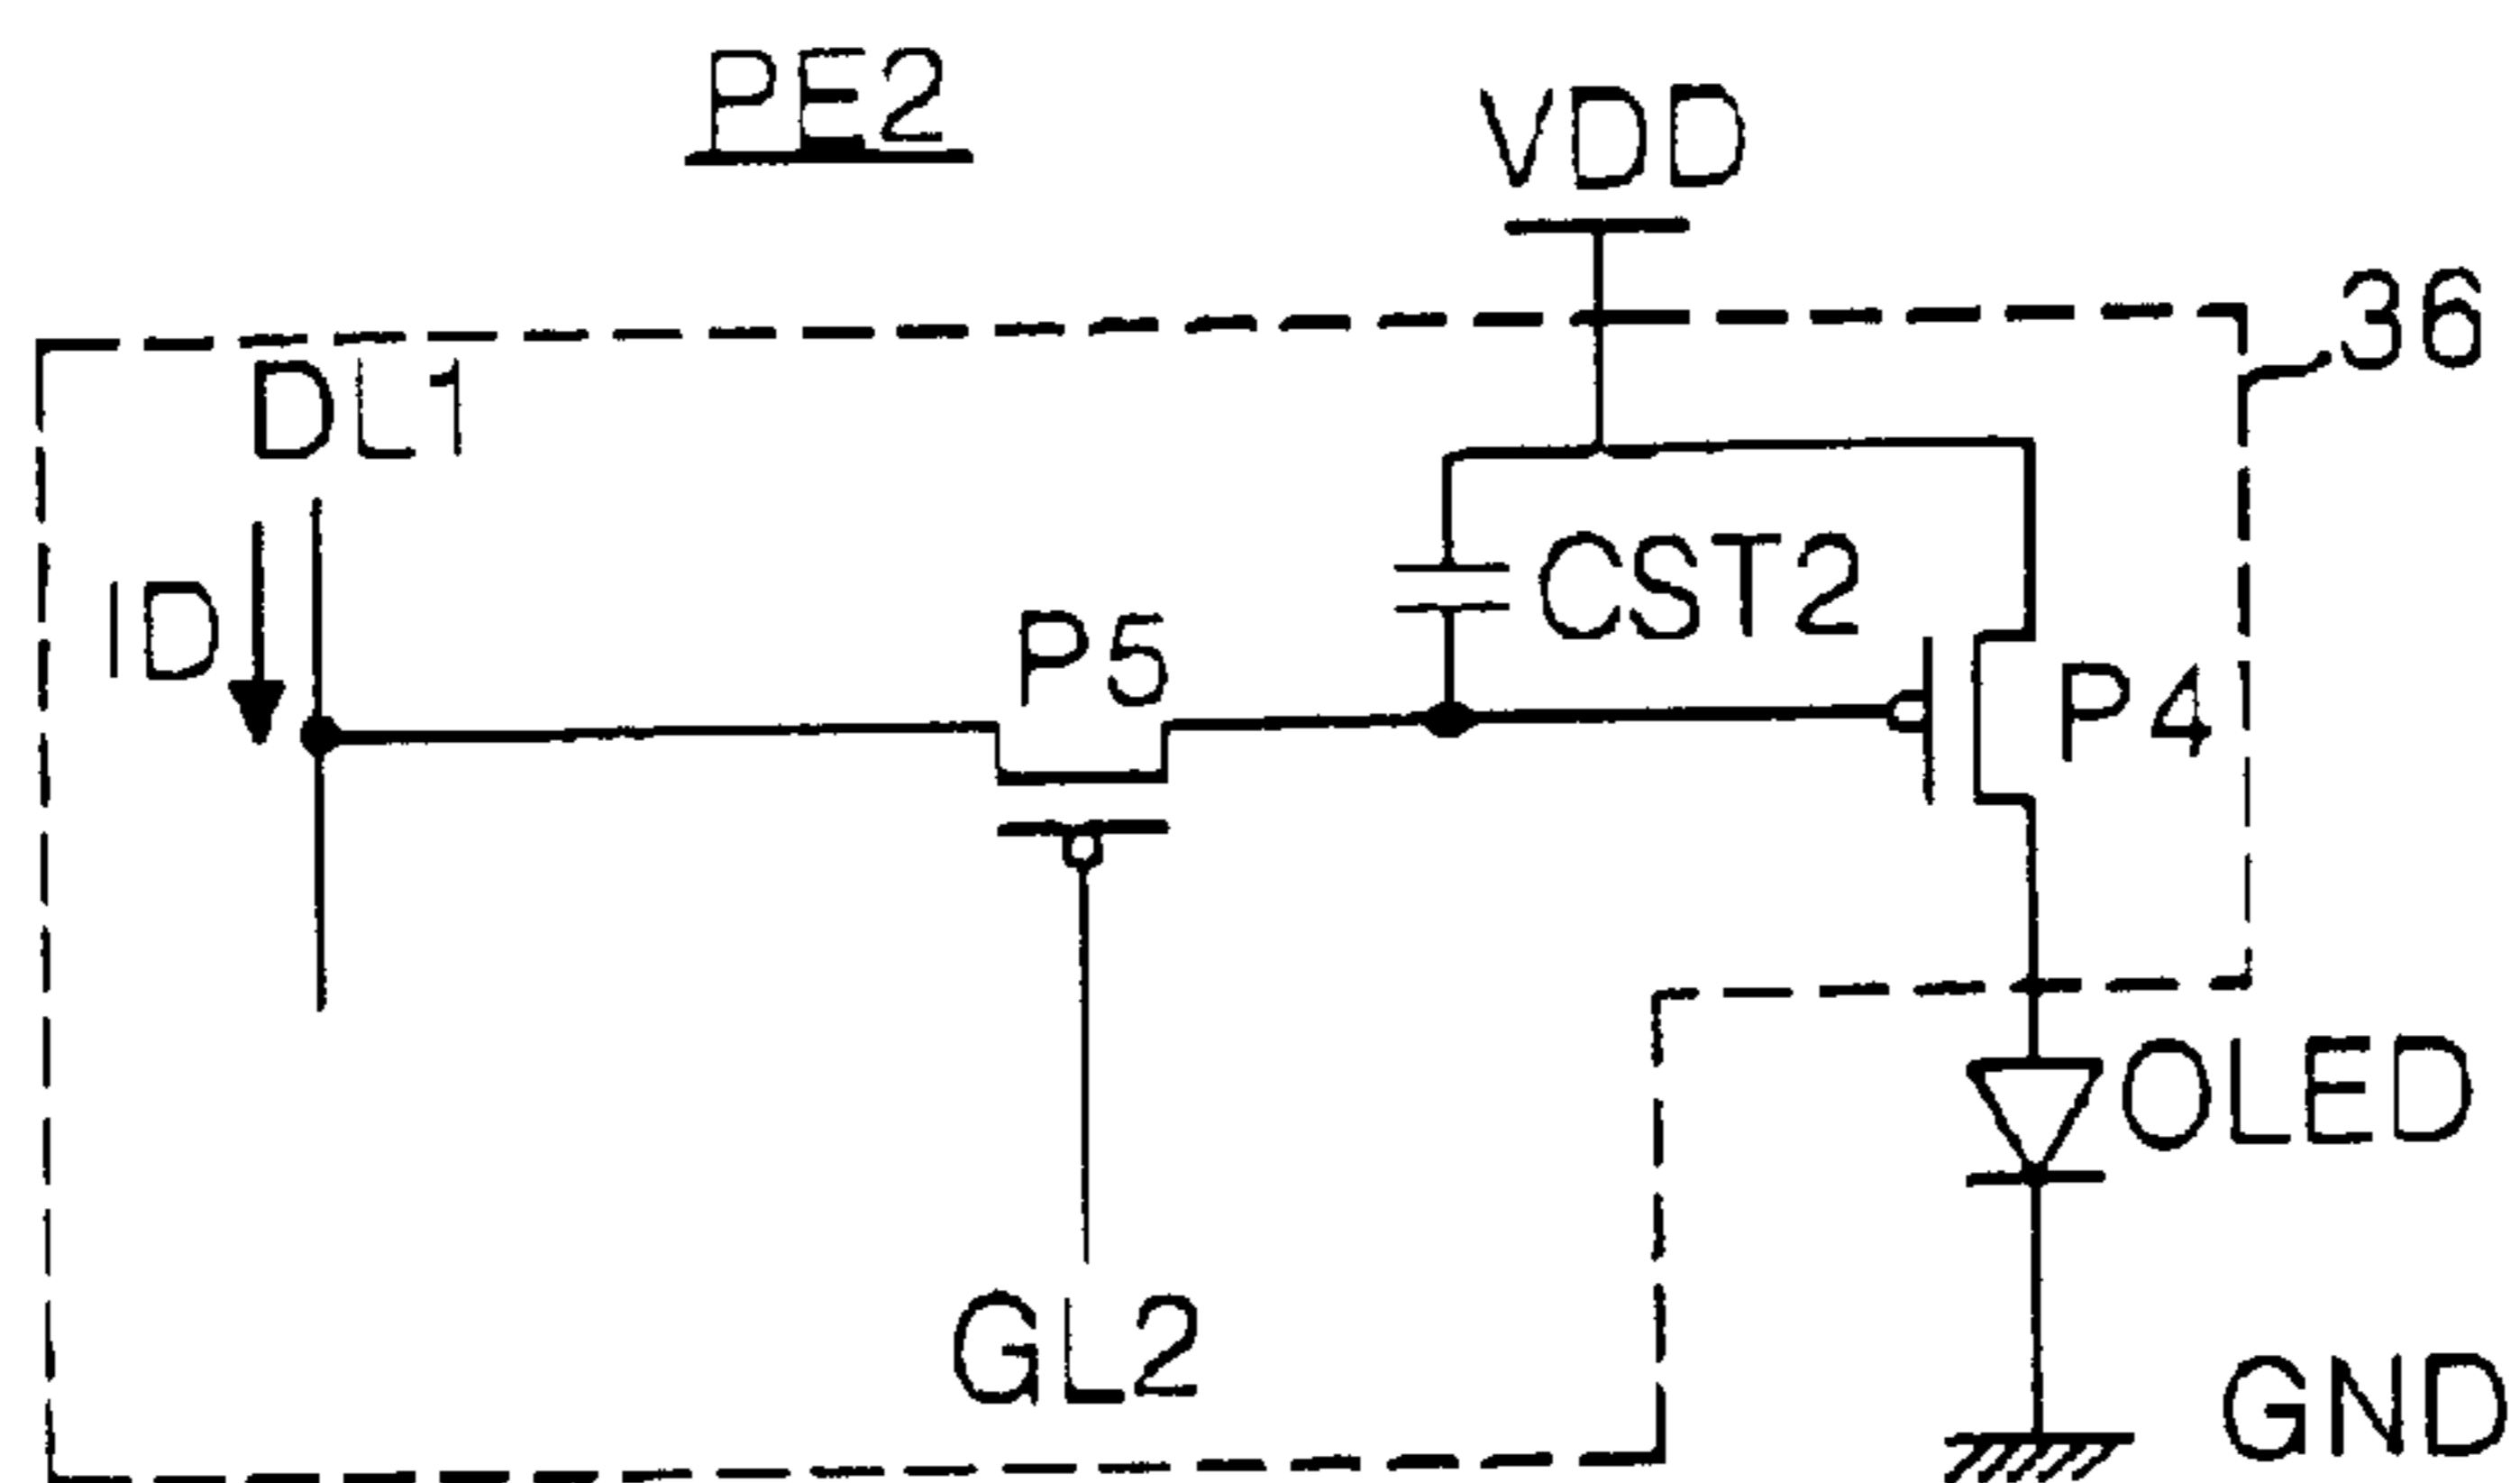 PE2
VDD
36
DL1
ID
CST2
P5
P4
OLED
GL2
GND